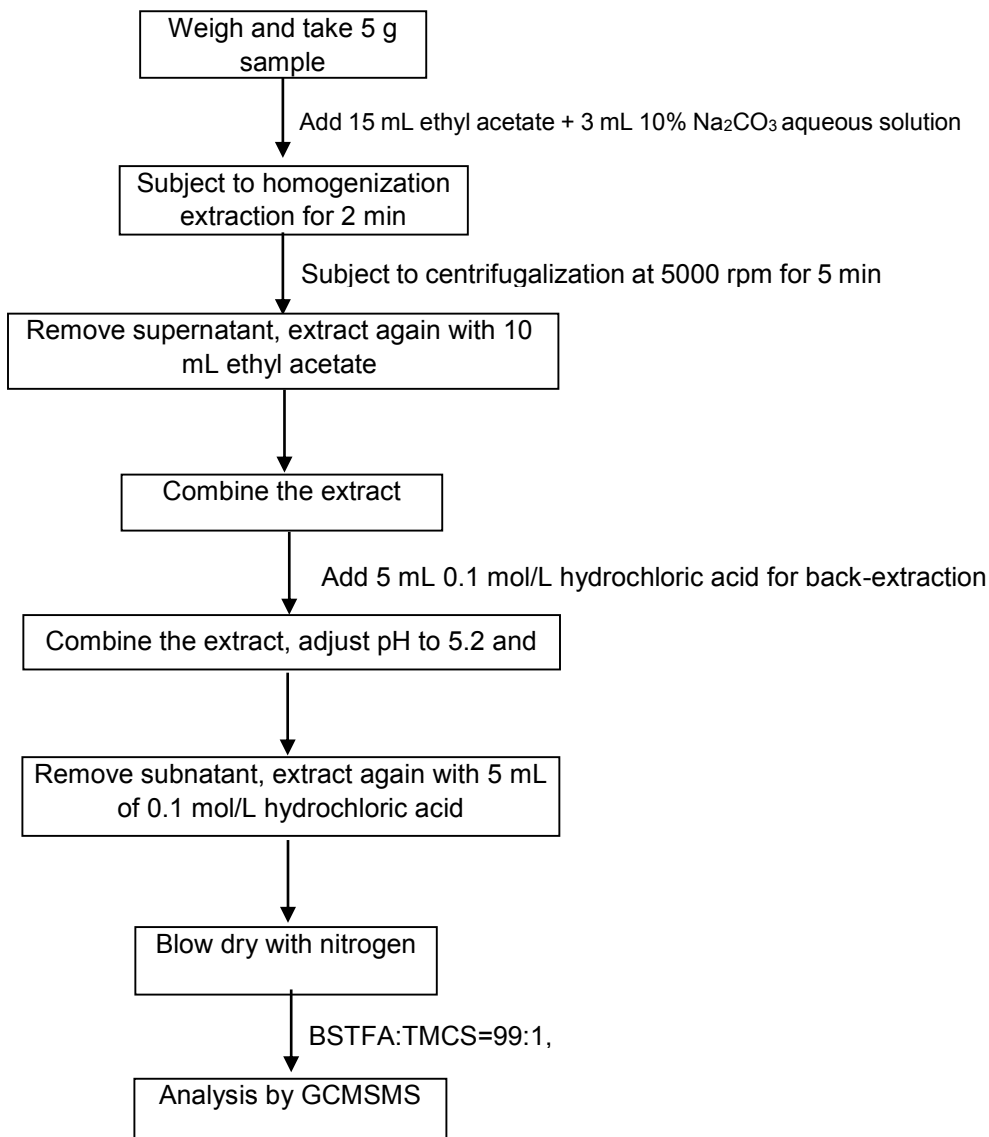 Weigh and take 5 g
sample
Add 15 mL ethyl acetate + 3 mL 10% Na₂CO₃ aqueous solution
Subject to homogenization
extraction for 2 min
Subject to centrifugalization at 5000 rpm for 5 min
Remove supernatant, extract again with 10
mL ethyl acetate
Combine the extract
Add 5 mL 0.1 mol/L hydrochloric acid for back-extraction
Combine the extract, adjust pH to 5.2 and
Remove subnatant, extract again with 5 mL
of 0.1 mol/L hydrochloric acid
Blow dry with nitrogen
BSTFA:TMCS=99:1,
Analysis by GCMSMS